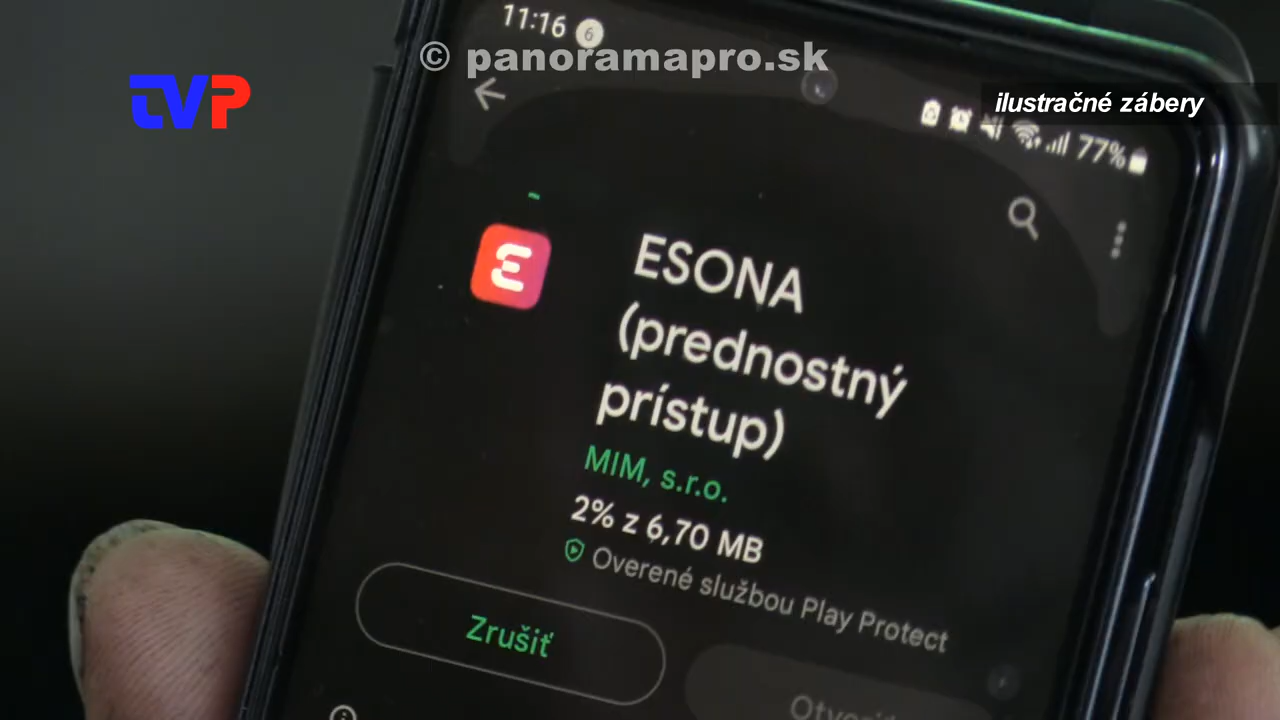 11:16 6
© panoramapro.sk
TVP
ilustračné zábery
77%
ESONA
(prednostný
prístup)
MIM, s.r.o.
2% z 6,70 MB
Overené službou Play Protect
Zrušiť